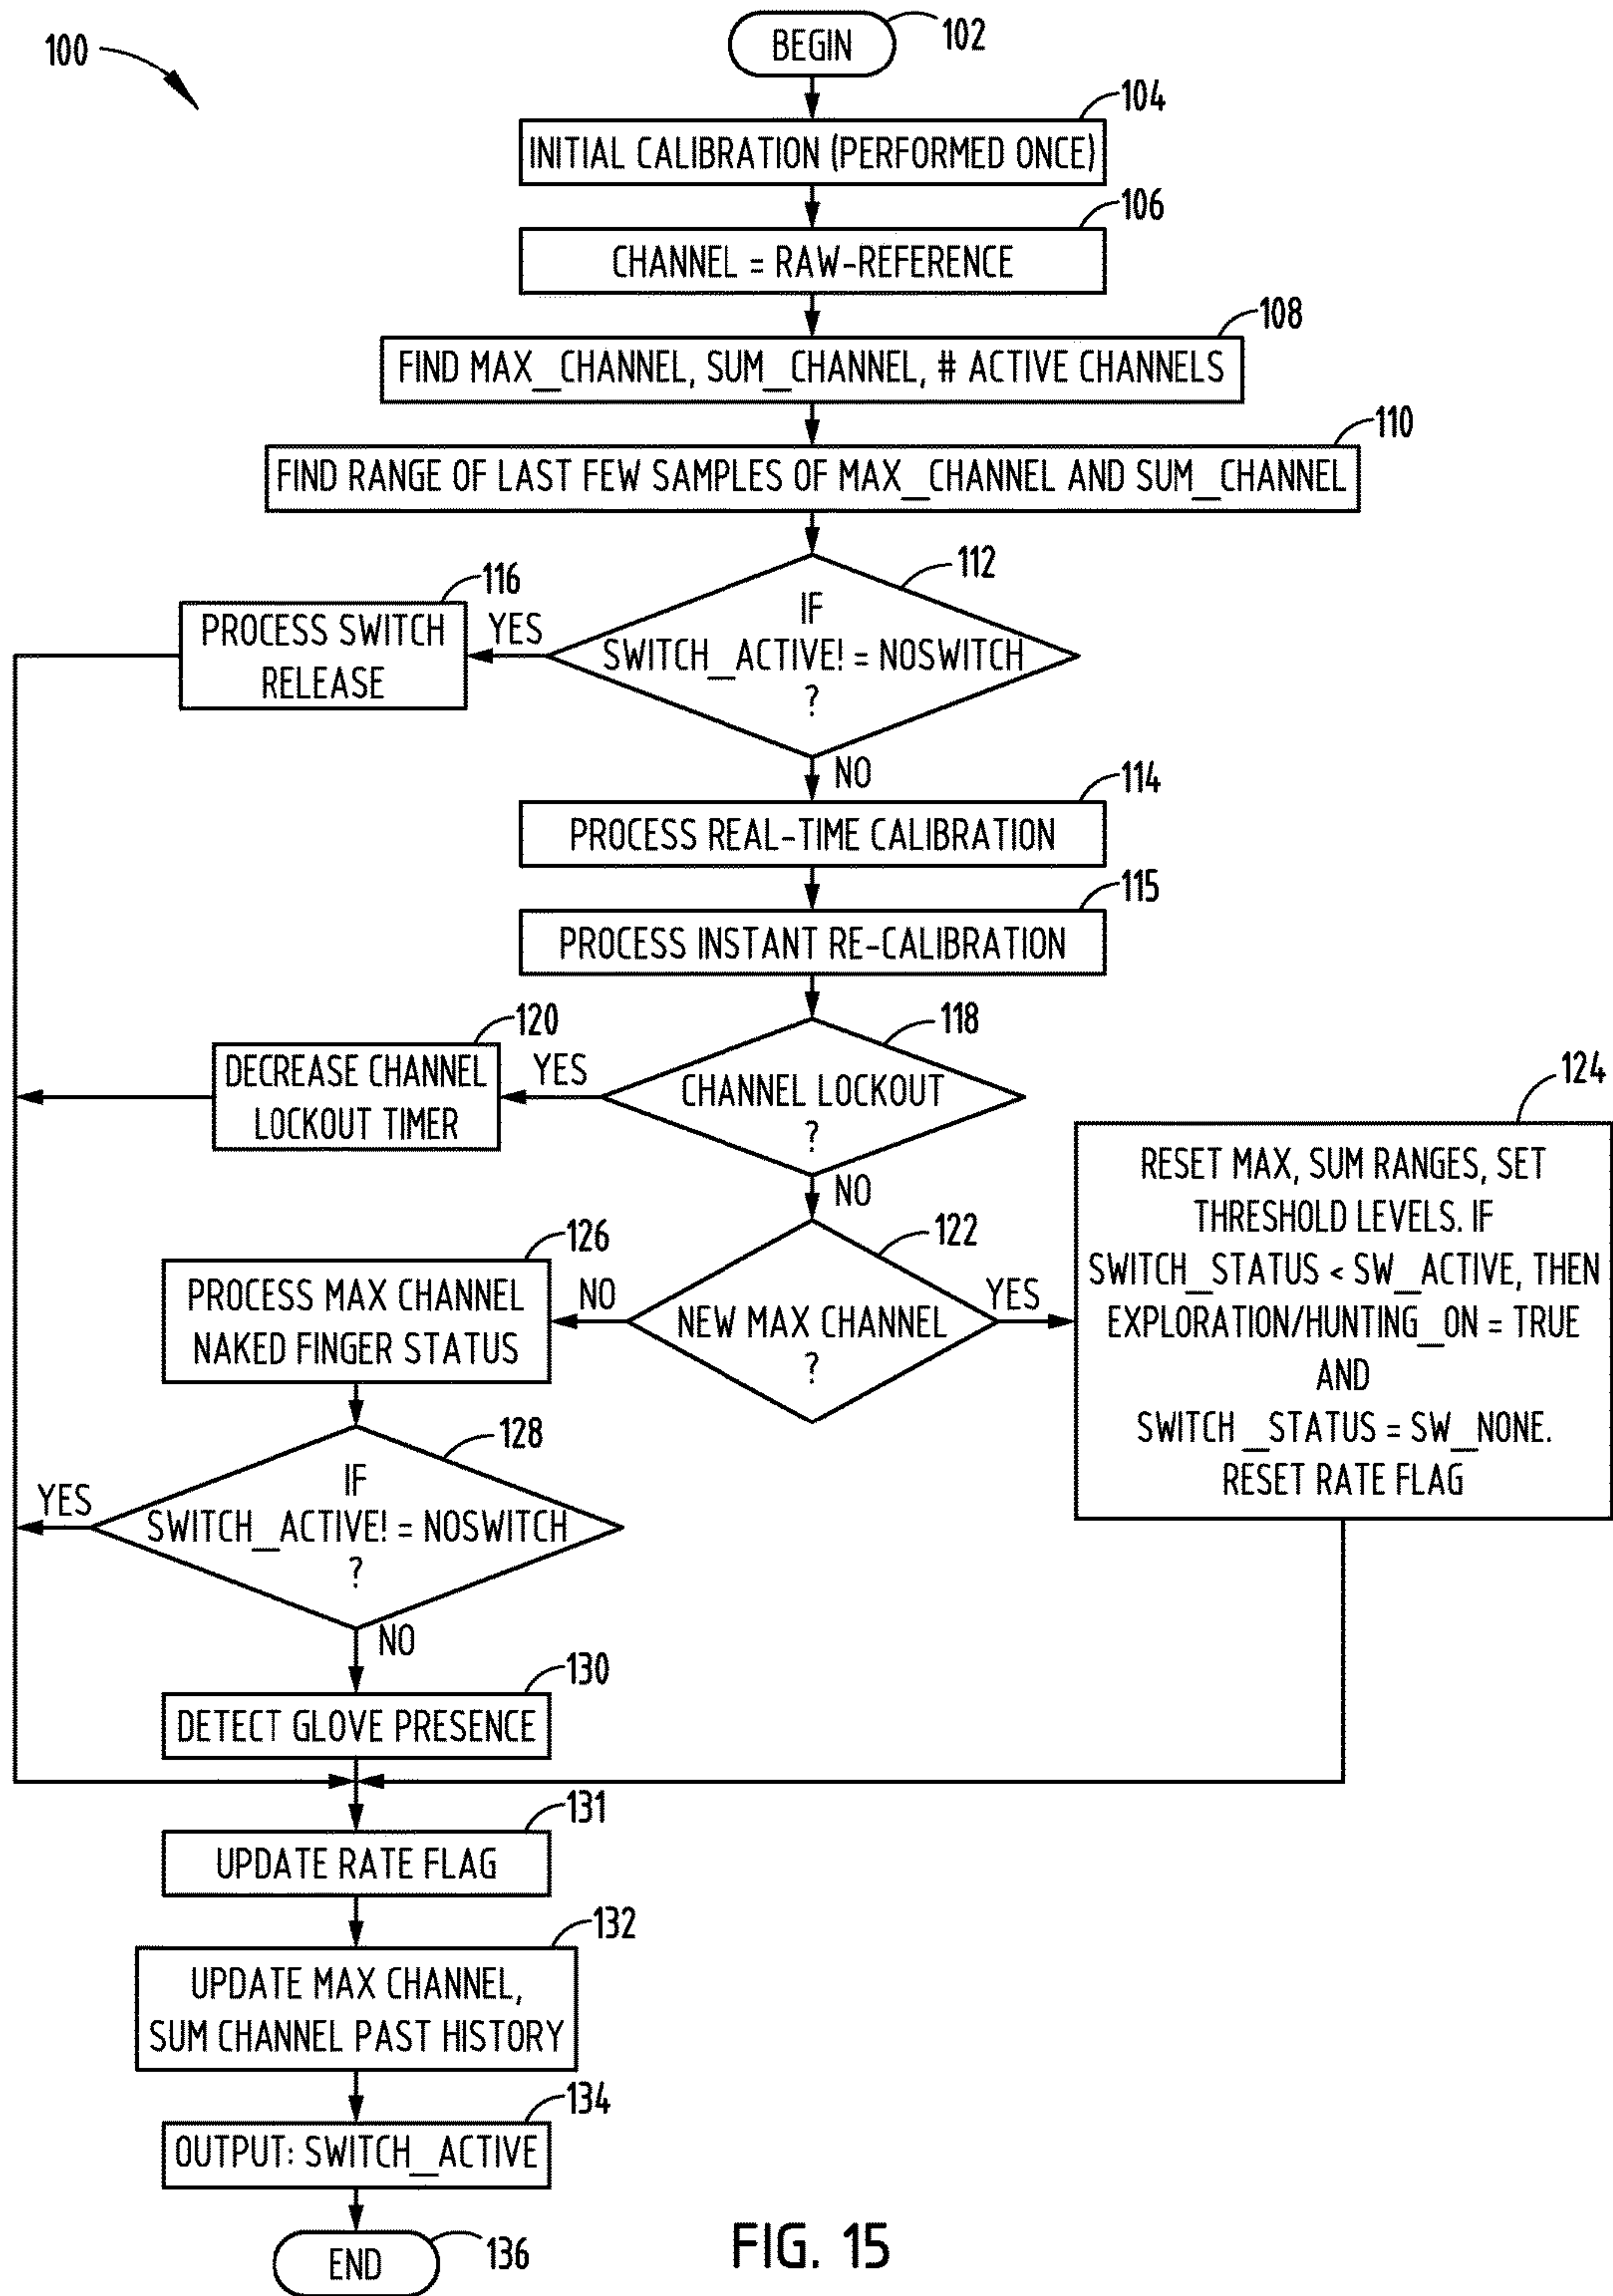 100
BEGIN
102
104
INITIAL CALIBRATION (PERFORMED ONCE)
106
CHANNEL = RAW-REFERENCE
108
FIND MAX_CHANNEL, SUM_CHANNEL, # ACTIVE CHANNELS
110
FIND RANGE OF LAST FEW SAMPLES OF MAX_CHANNEL AND SUM_CHANNEL
112
IF
SWITCH_ACTIVE! = NOSWITCH
?
YES
116
PROCESS SWITCH
RELEASE
NO
114
PROCESS REAL-TIME CALIBRATION
115
PROCESS INSTANT RE-CALIBRATION
118
CHANNEL LOCKOUT
?
YES
120
DECREASE CHANNEL
LOCKOUT TIMER
NO
122
NEW MAX CHANNEL
?
YES
124
RESET MAX, SUM RANGES, SET
THRESHOLD LEVELS. IF
SWITCH_STATUS < SW_ACTIVE, THEN
EXPLORATION/HUNTING_ON = TRUE
AND
SWITCH_STATUS = SW_NONE.
RESET RATE FLAG
NO
126
PROCESS MAX CHANNEL
NAKED FINGER STATUS
128
IF
SWITCH_ACTIVE! = NOSWITCH
?
YES
NO
130
DETECT GLOVE PRESENCE
131
UPDATE RATE FLAG
132
UPDATE MAX CHANNEL,
SUM CHANNEL PAST HISTORY
134
OUTPUT: SWITCH_ACTIVE
END
136
FIG. 15